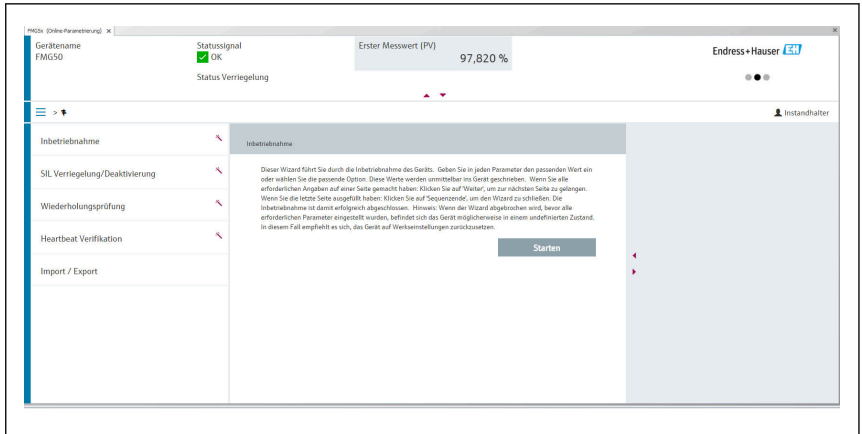 FMG5x (Online-Parametrierung) ×
×
Gerätename
FMG50
Statussignal
OK
Status Verriegelung
Erster Messwert (PV)
97,820 %
Endress+Hauser EH
>
Instandhalter
Inbetriebnahme
SIL Verriegelung/Deaktivierung
Wiederholungsprüfung
Heartbeat Verifikation
Import / Export
Inbetriebnahme
Dieser Wizard führt Sie durch die Inbetriebnahme des Geräts. Geben Sie in jeden Parameter den passenden Wert ein
oder wählen Sie die passende Option. Diese Werte werden unmittelbar ins Gerät geschrieben. Wenn Sie alle
erforderlichen Angaben auf einer Seite gemacht haben: Klicken Sie auf 'Weiter', um zur nächsten Seite zu gelangen.
Wenn Sie die letzte Seite ausgefüllt haben: Klicken Sie auf 'Sequenzende', um den Wizard zu schließen. Die
Inbetriebnahme ist damit erfolgreich abgeschlossen. Hinweis: Wenn der Wizard abgebrochen wird, bevor alle
erforderlichen Parameter eingestellt wurden, befindet sich das Gerät möglicherweise in einem undefinierten Zustand.
In diesem Fall empfiehlt es sich, das Gerät auf Werkseinstellungen zurückzusetzen.
Starten